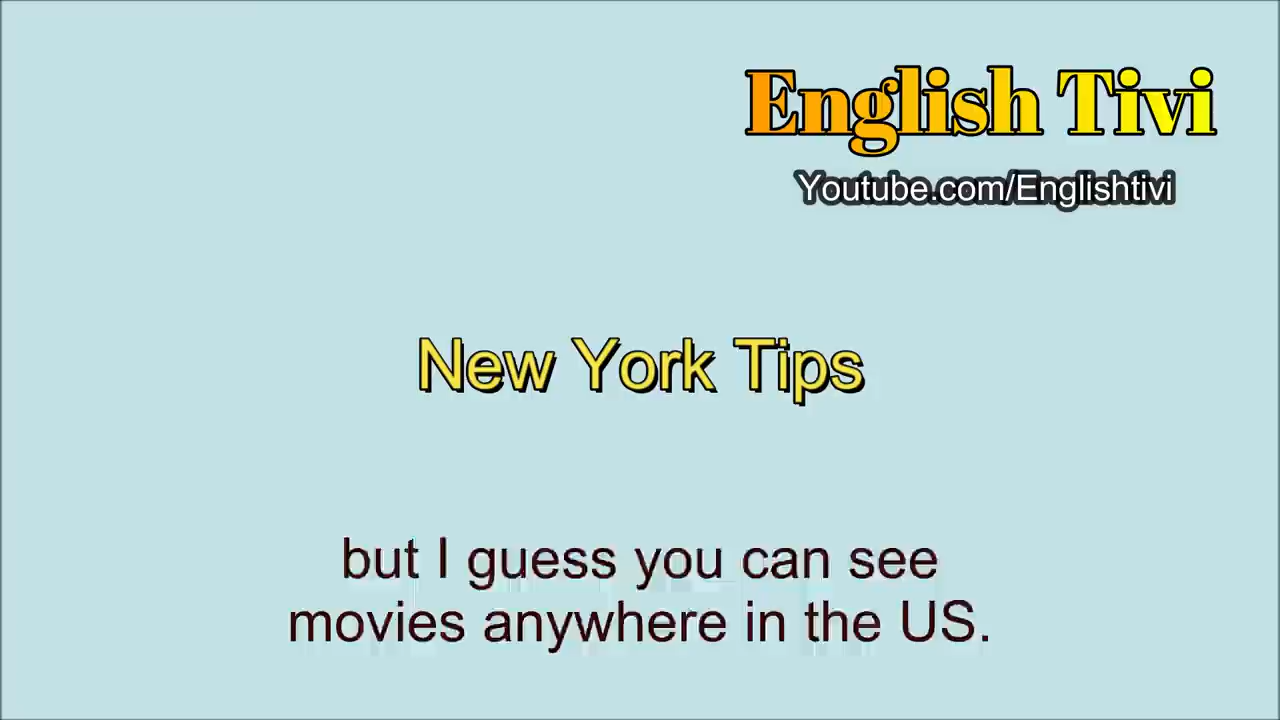 English Tivi
Youtube.com/Englishtivi
New York Tips
but I guess you can see
movies anywhere in the US.